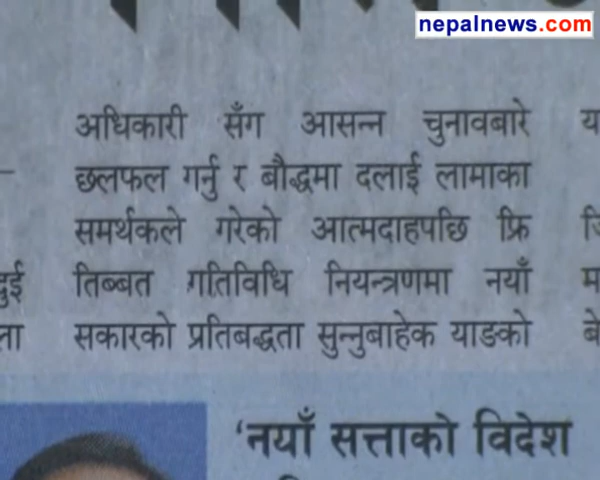 nepalnews.com
अधिकारी सँग आसन्न चुनावबारे
छलफल गर्नु र बौद्धमा दलाई लामाका
समर्थकले गरेको आत्मदाहपछि फ्रि
तिब्बत गतिविधि नियन्त्रणमा नयाँ
सकारको प्रतिबद्धता सुन्नुबाहेक याङको
‘नयाँ सत्ताको विदेश